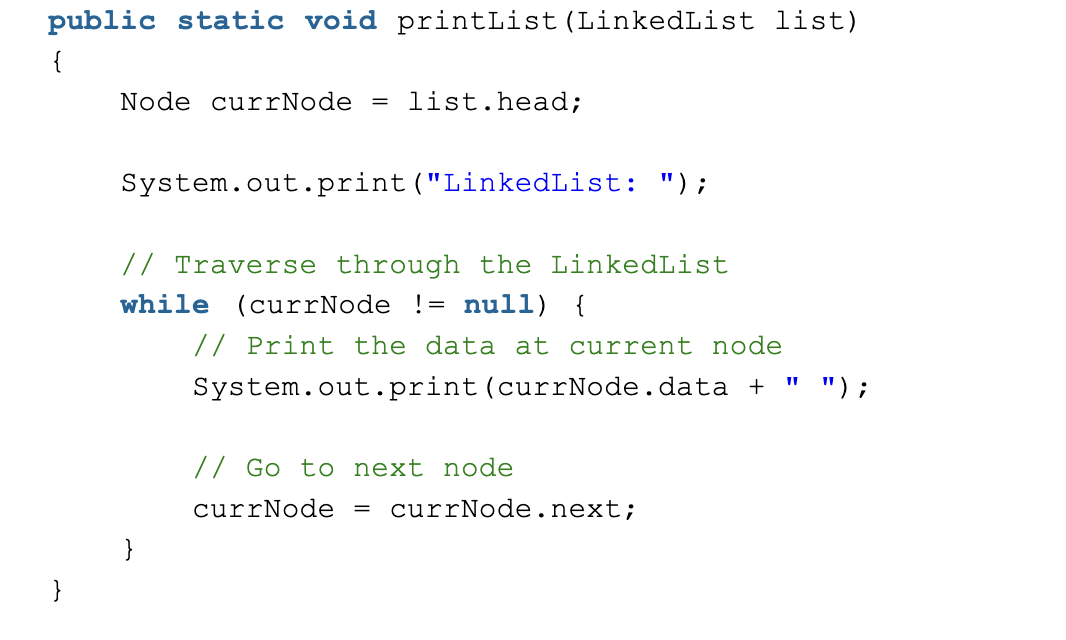 public static void printList(LinkedList list)
{
    Node currNode = list.head;
    System.out.print("LinkedList: ");
    // Traverse through the LinkedList
    while (currNode != null) {
        // Print the data at current node
        System.out.print(currNode.data + " ");
        // Go to next node
        currNode = currNode.next;
    }
}